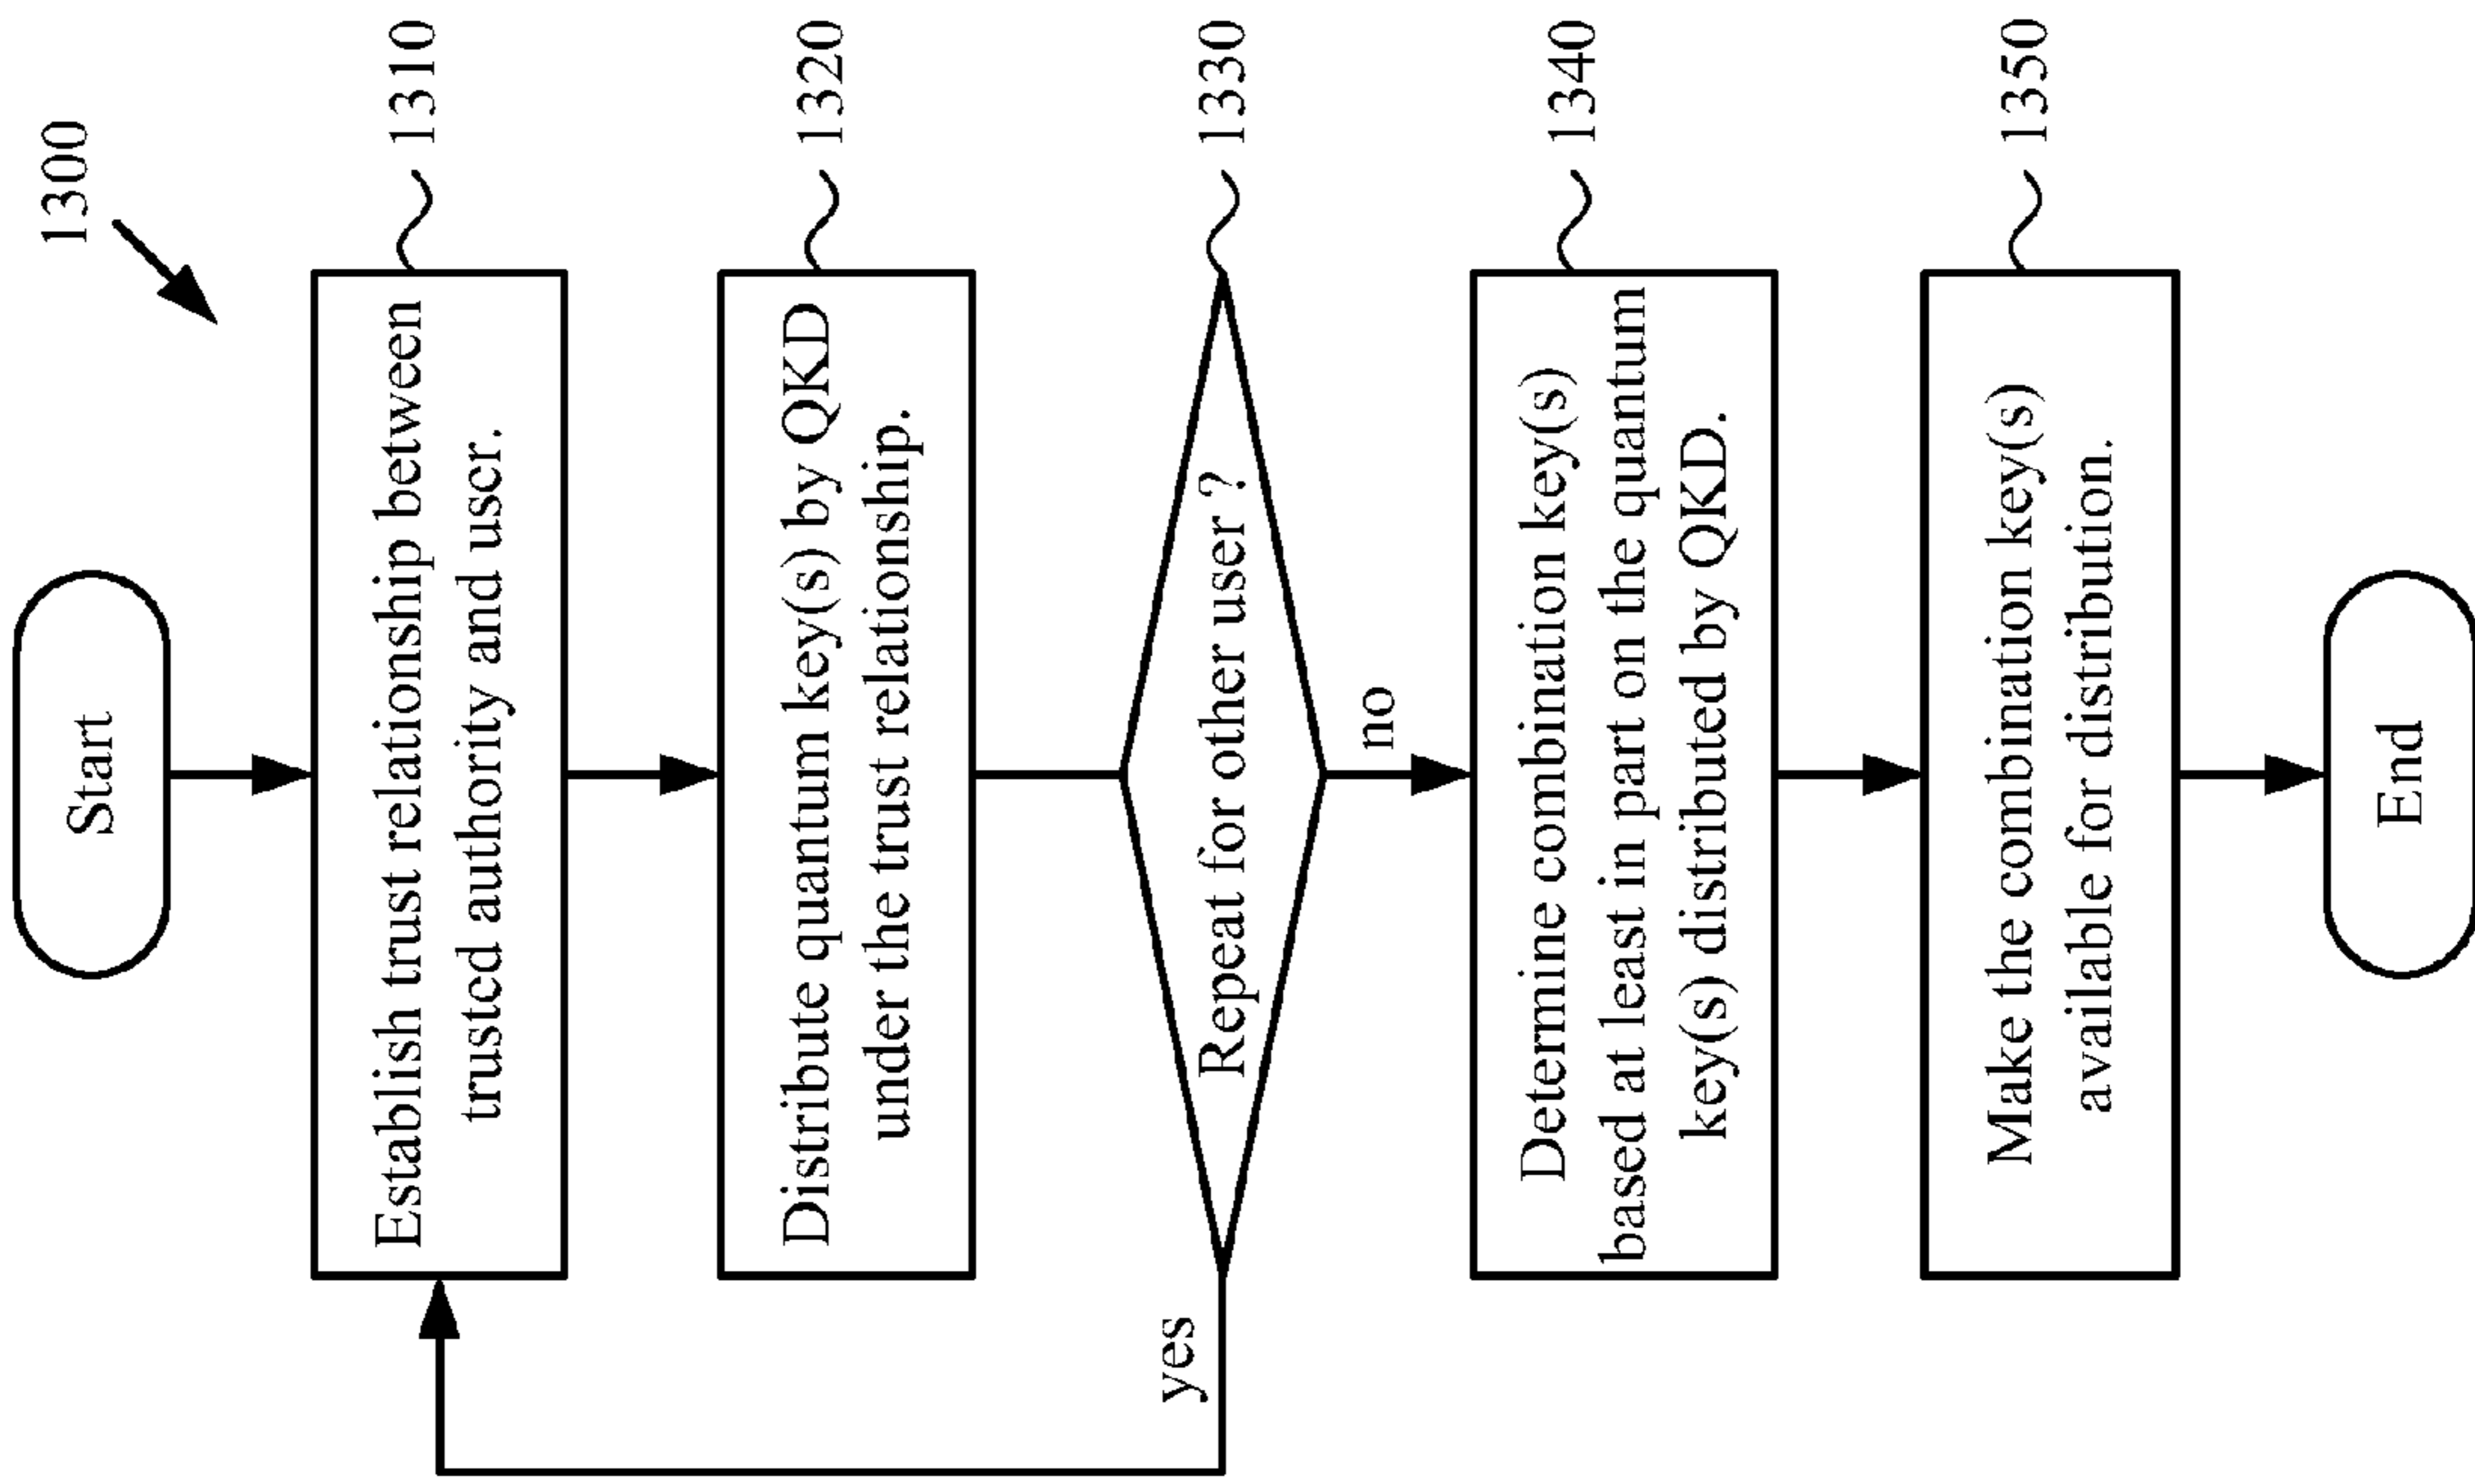 1300
Start
Establish trust relationship between
trusted authority and user.
1310
Distribute quantum key(s) by QKD
under the trust relationship.
1320
Repeat for other user ?
1330
yes
no
Determine combination key(s)
based at least in part on the quantum
key(s) distributed by QKD.
1340
Make the combination key(s)
available for distribution.
1350
End